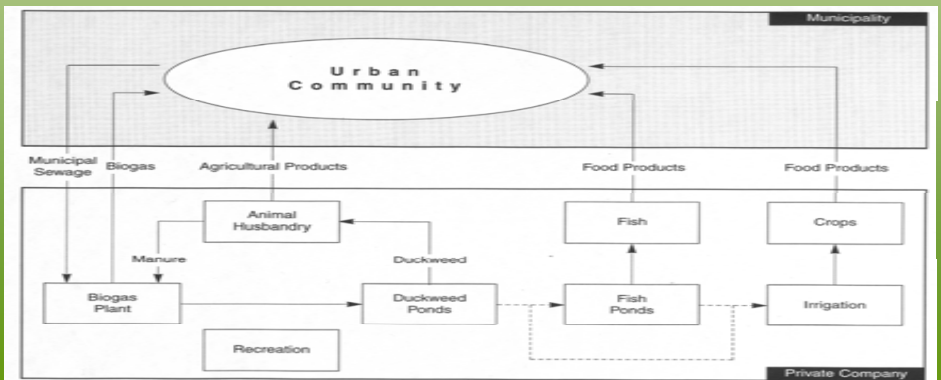 Municipality
Urban
Community
Municipal
Sewage
Biogas
Agricultural Products
Food Products
Food Products
Animal
Husbandry
Fish
Crops
Manure
Duckweed
Biogas
Plant
Duckweed
Ponds
Fish
Ponds
Irrigation
Recreation
Private Company